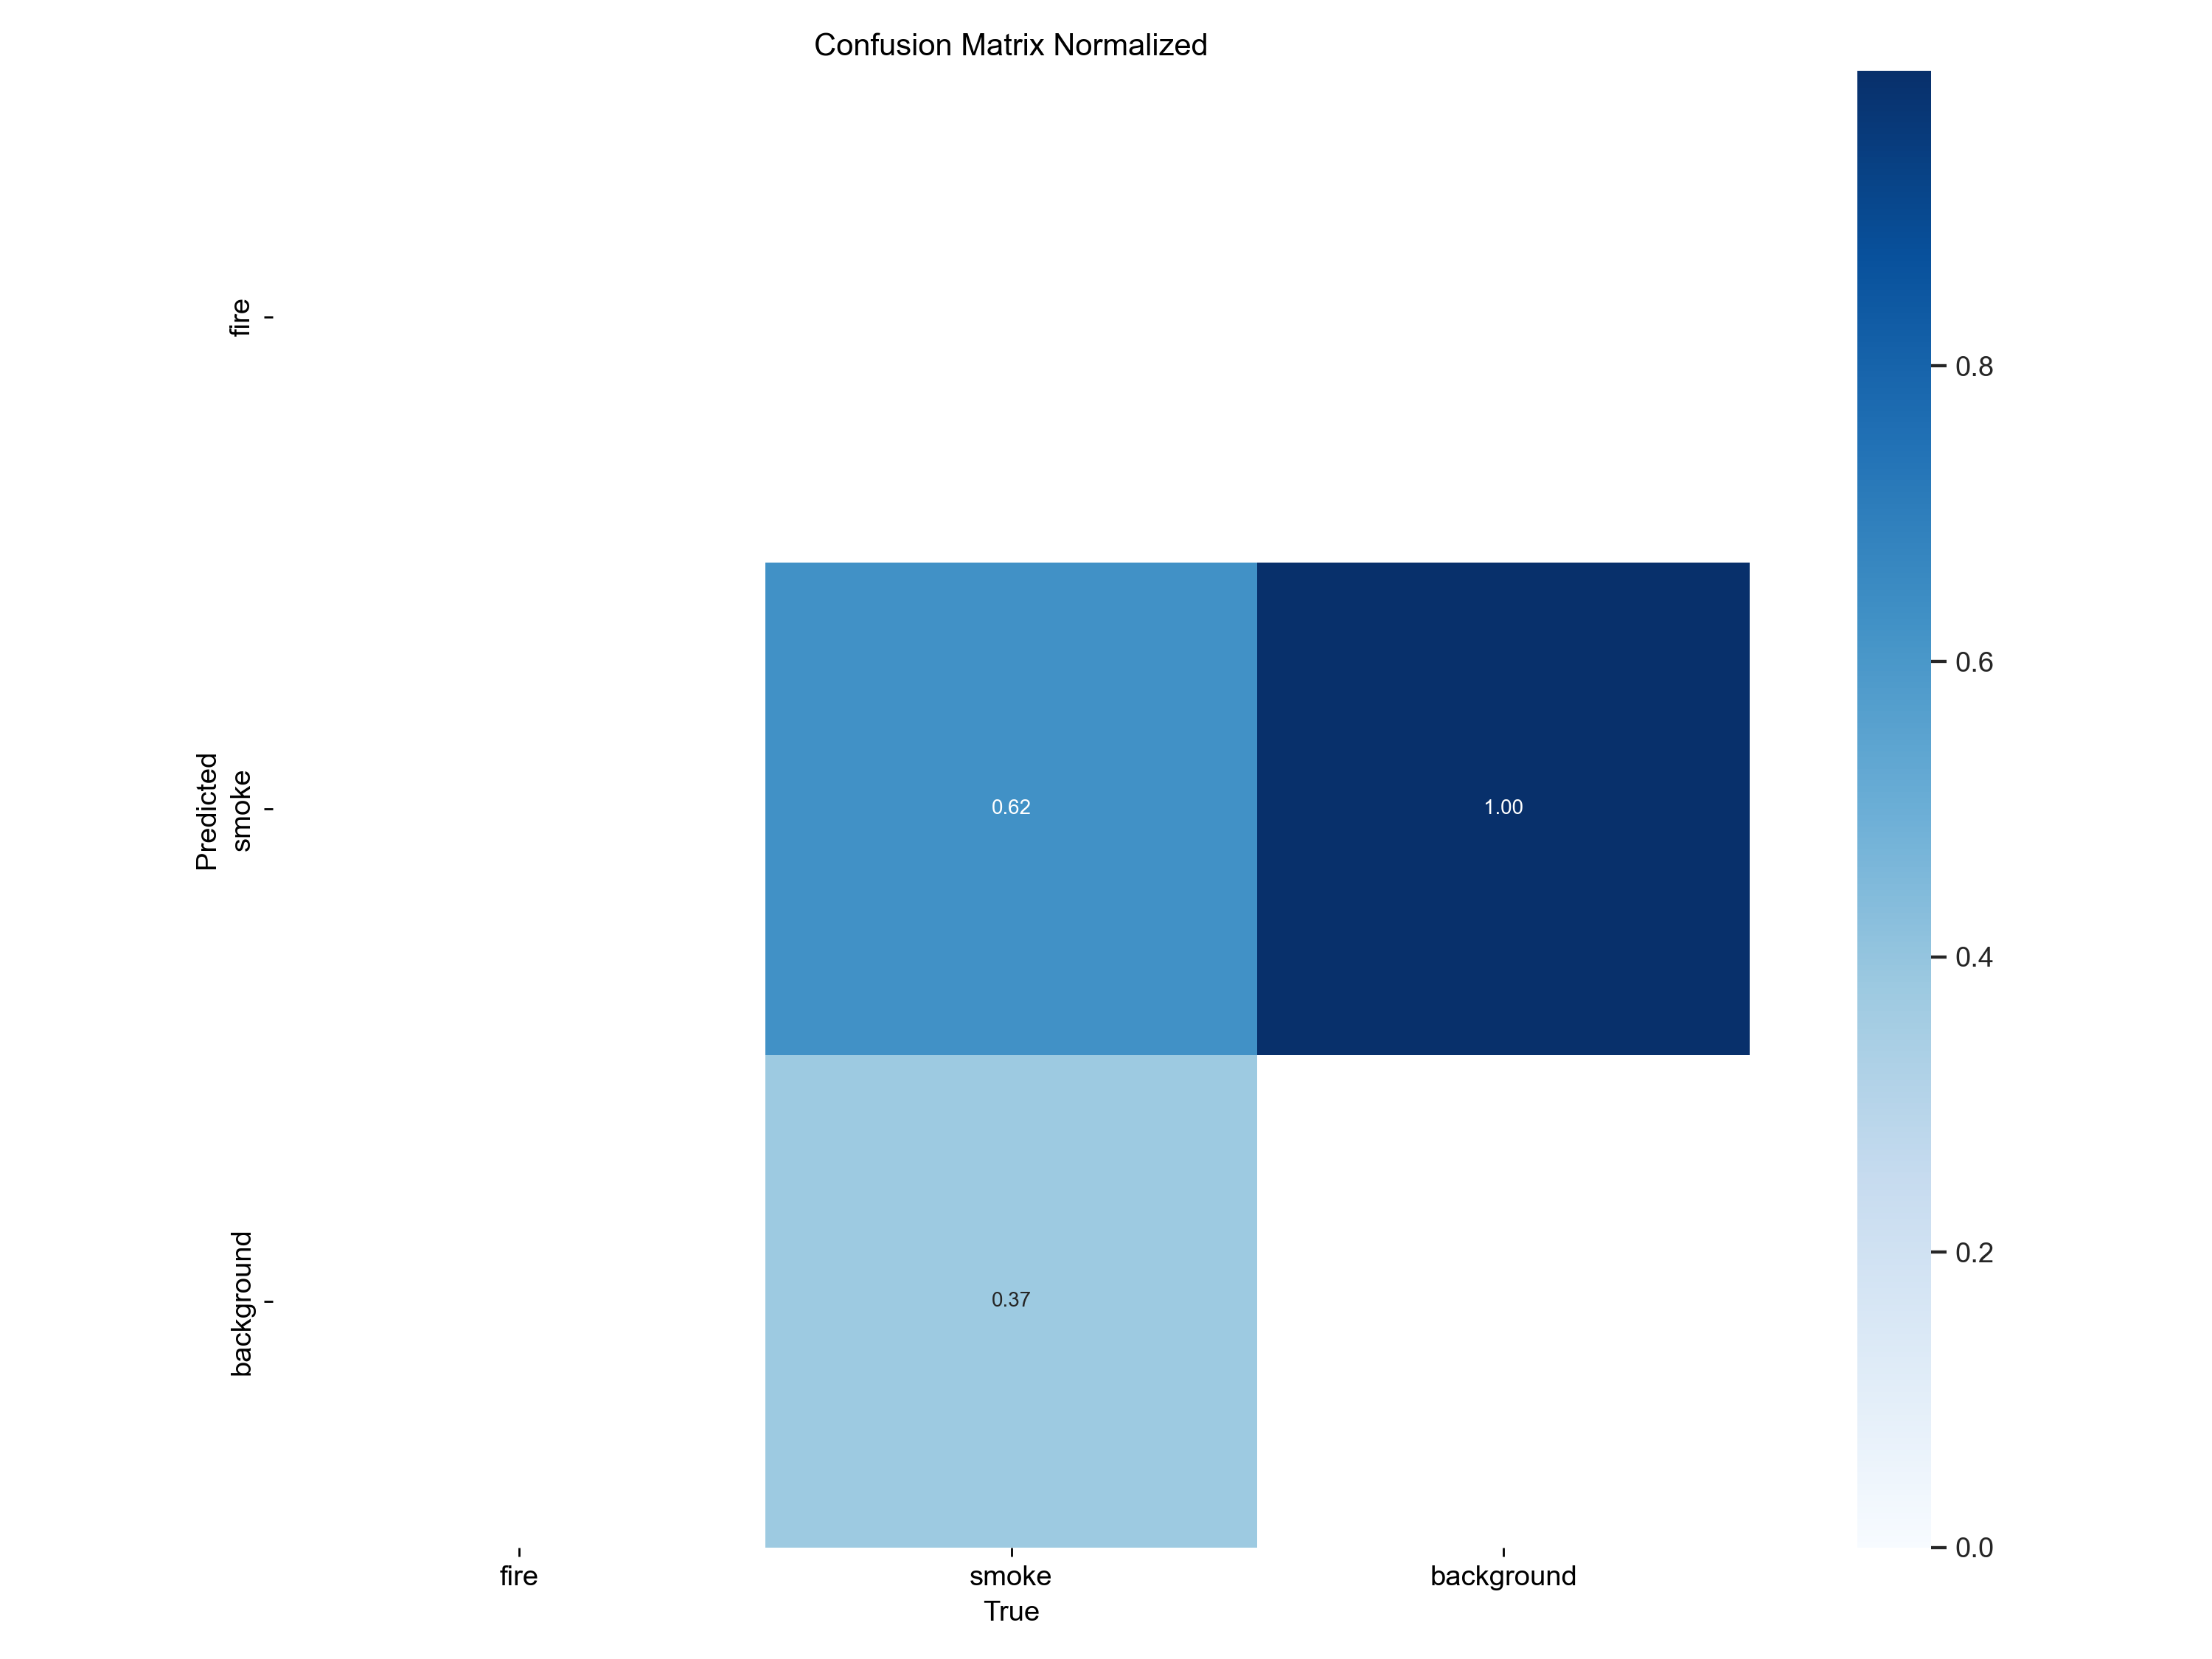 Confusion Matrix Normalized
fire
0.8
0.6
Predicted
smoke
0.62
1.00
0.4
0.2
background
0.37
0.0
fire
smoke
background
True